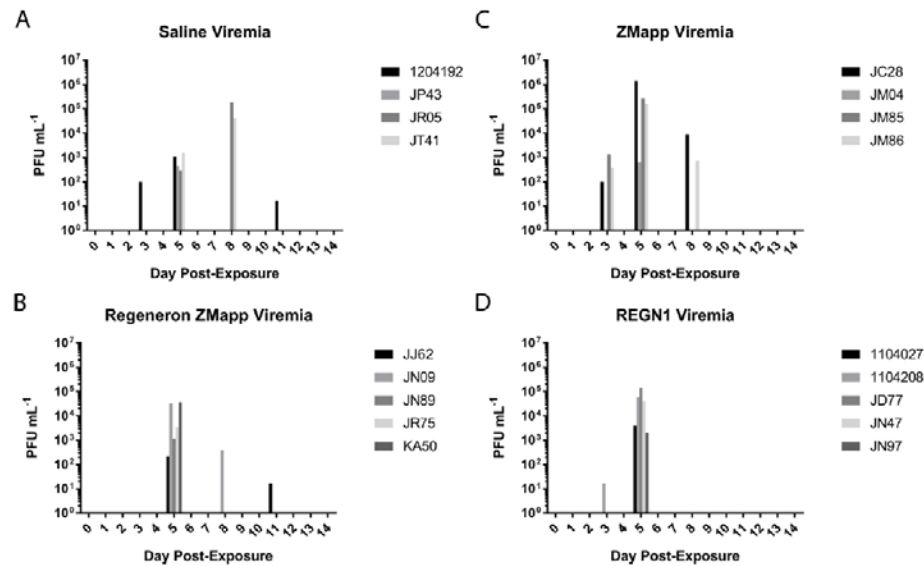 A
Saline Viremia
PFU mL⁻¹
10⁷
10⁶
10⁵
10⁴
10³
10²
10¹
10⁰
0 1 2 3 4 5 6 7 8 9 10 11 12 13 14
Day Post-Exposure
1204192
JP43
JR05
JT41
C
ZMapp Viremia
PFU mL⁻¹
10⁷
10⁶
10⁵
10⁴
10³
10²
10¹
10⁰
0 1 2 3 4 5 6 7 8 9 10 11 12 13 14
Day Post-Exposure
JC28
JM04
JM85
JM86
B
Regeneron ZMapp Viremia
PFU mL⁻¹
10⁷
10⁶
10⁵
10⁴
10³
10²
10¹
10⁰
0 1 2 3 4 5 6 7 8 9 10 11 12 13 14
Day Post-Exposure
JJ62
JN09
JN89
JR75
KA50
D
REGN1 Viremia
PFU mL⁻¹
10⁷
10⁶
10⁵
10⁴
10³
10²
10¹
10⁰
0 1 2 3 4 5 6 7 8 9 10 11 12 13 14
Day Post-Exposure
1104027
1104208
JD77
JN47
JN97